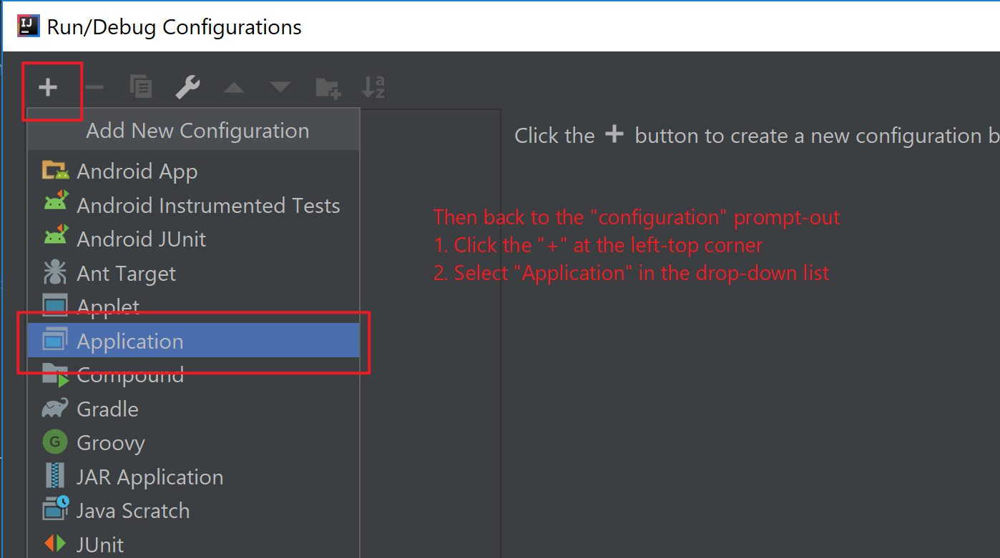 IJ
Run/Debug Configurations
a
z
Add New Configuration
Click the + button to create a new configuration b
Android App
Android Instrumented Tests
Android JUnit
Ant Target
Applet
Application
Compound
Gradle
G Groovy
JAR Application
Java Scratch
JUnit
Then back to the "configuration" prompt-out
1. Click the "+" at the left-top corner
2. Select "Application" in the drop-down list